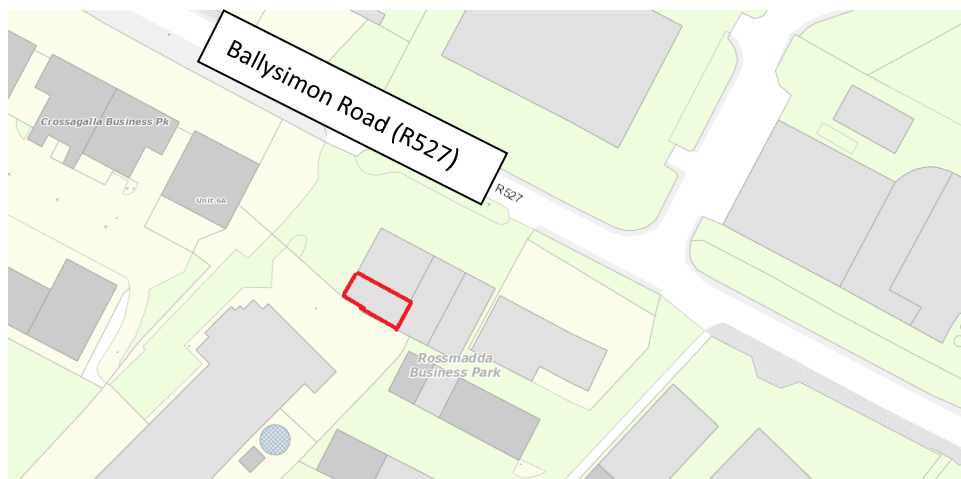 Ballysimon Road (R527)
Crossagalla Business Pk
R527
Unit 6A
Rossmadda
Business Park